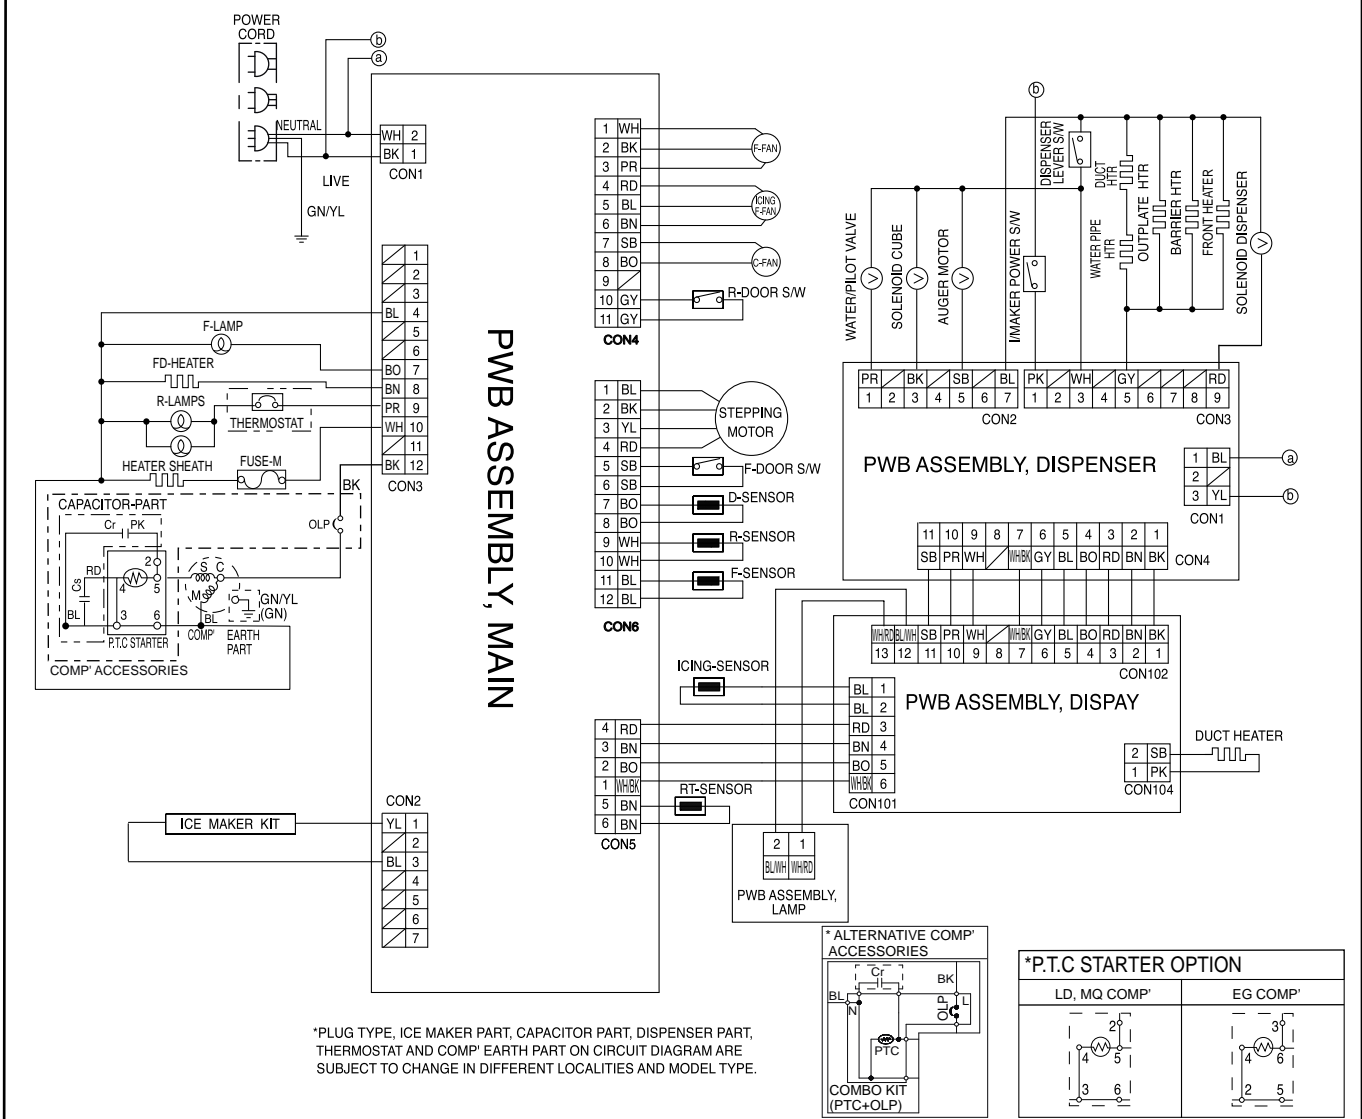 POWER
CORD
b
a
NEUTRAL
WH 2
BK 1
CON1
LIVE
GN/YL
1
2
3
BL 4
5
6
BO 7
BN 8
PR 9
WH 10
11
BK 12
CON3
F-LAMP
FD-HEATER
R-LAMPS
THERMOSTAT
HEATER SHEATH
FUSE-M
BK
CAPACITOR-PART
Cr PK
OLP
2
RD
Cs
4 5
S C
M
BL
3 6
BL
GN/YL
(GN)
P.T.C STARTER
COMP'
EARTH
PART
COMP' ACCESSORIES
ICE MAKER KIT
CON2
YL 1
2
BL 3
4
5
6
7
PWB ASSEMBLY, MAIN
1 WH
2 BK
3 PR
4 RD
5 BL
6 BN
7 SB
8 BO
9
10 GY
11 GY
CON4
F-FAN
ICING
F-FAN
C-FAN
R-DOOR S/W
1 BL
2 BK
3 YL
4 RD
5 SB
6 SB
7 BO
8 BO
9 WH
10 WH
11 BL
12 BL
CON6
STEPPING
MOTOR
F-DOOR S/W
D-SENSOR
R-SENSOR
F-SENSOR
ICING-SENSOR
4 RD
3 BN
2 BO
1 WH/BK
5 BN
6 BN
CON5
RT-SENSOR
b
WATER/PILOT VALVE
SOLENOID CUBE
AUGER MOTOR
I/MAKER POWER S/W
DISPENSER
LEVER S/W
DUCT
HTR
WATER PIPE
HTR
OUTPLATE HTR
BARRIER HTR
FRONT HEATER
SOLENOID DISPENSER
V V V V
PR BK SB BL
1 2 3 4 5 6 7
CON2
PK WH GY RD
1 2 3 4 5 6 7 8 9
CON3
PWB ASSEMBLY, DISPENSER
1 BL
2
3 YL
CON1
a
b
11 10 9 8 7 6 5 4 3 2 1
SB PR WH WH/BK GY BL BO RD BN BK
CON4
WH/RD BL/WH SB PR WH WH/BK GY BL BO RD BN BK
13 12 11 10 9 8 7 6 5 4 3 2 1
CON102
PWB ASSEMBLY, DISPAY
BL 1
BL 2
RD 3
BN 4
BO 5
WH/BK 6
CON101
2 SB
1 PK
CON104
DUCT HEATER
2 1
BL/WH WH/RD
PWB ASSEMBLY,
LAMP
* ALTERNATIVE COMP'
ACCESSORIES
Cr
BK
BL
N
OLP
L
PTC
COMBO KIT
(PTC+OLP)
*P.T.C STARTER OPTION
LD, MQ COMP' EG COMP'
2 3
4 5 4 6
3 6 2 5
*PLUG TYPE, ICE MAKER PART, CAPACITOR PART, DISPENSER PART,
THERMOSTAT AND COMP' EARTH PART ON CIRCUIT DIAGRAM ARE
SUBJECT TO CHANGE IN DIFFERENT LOCALITIES AND MODEL TYPE.